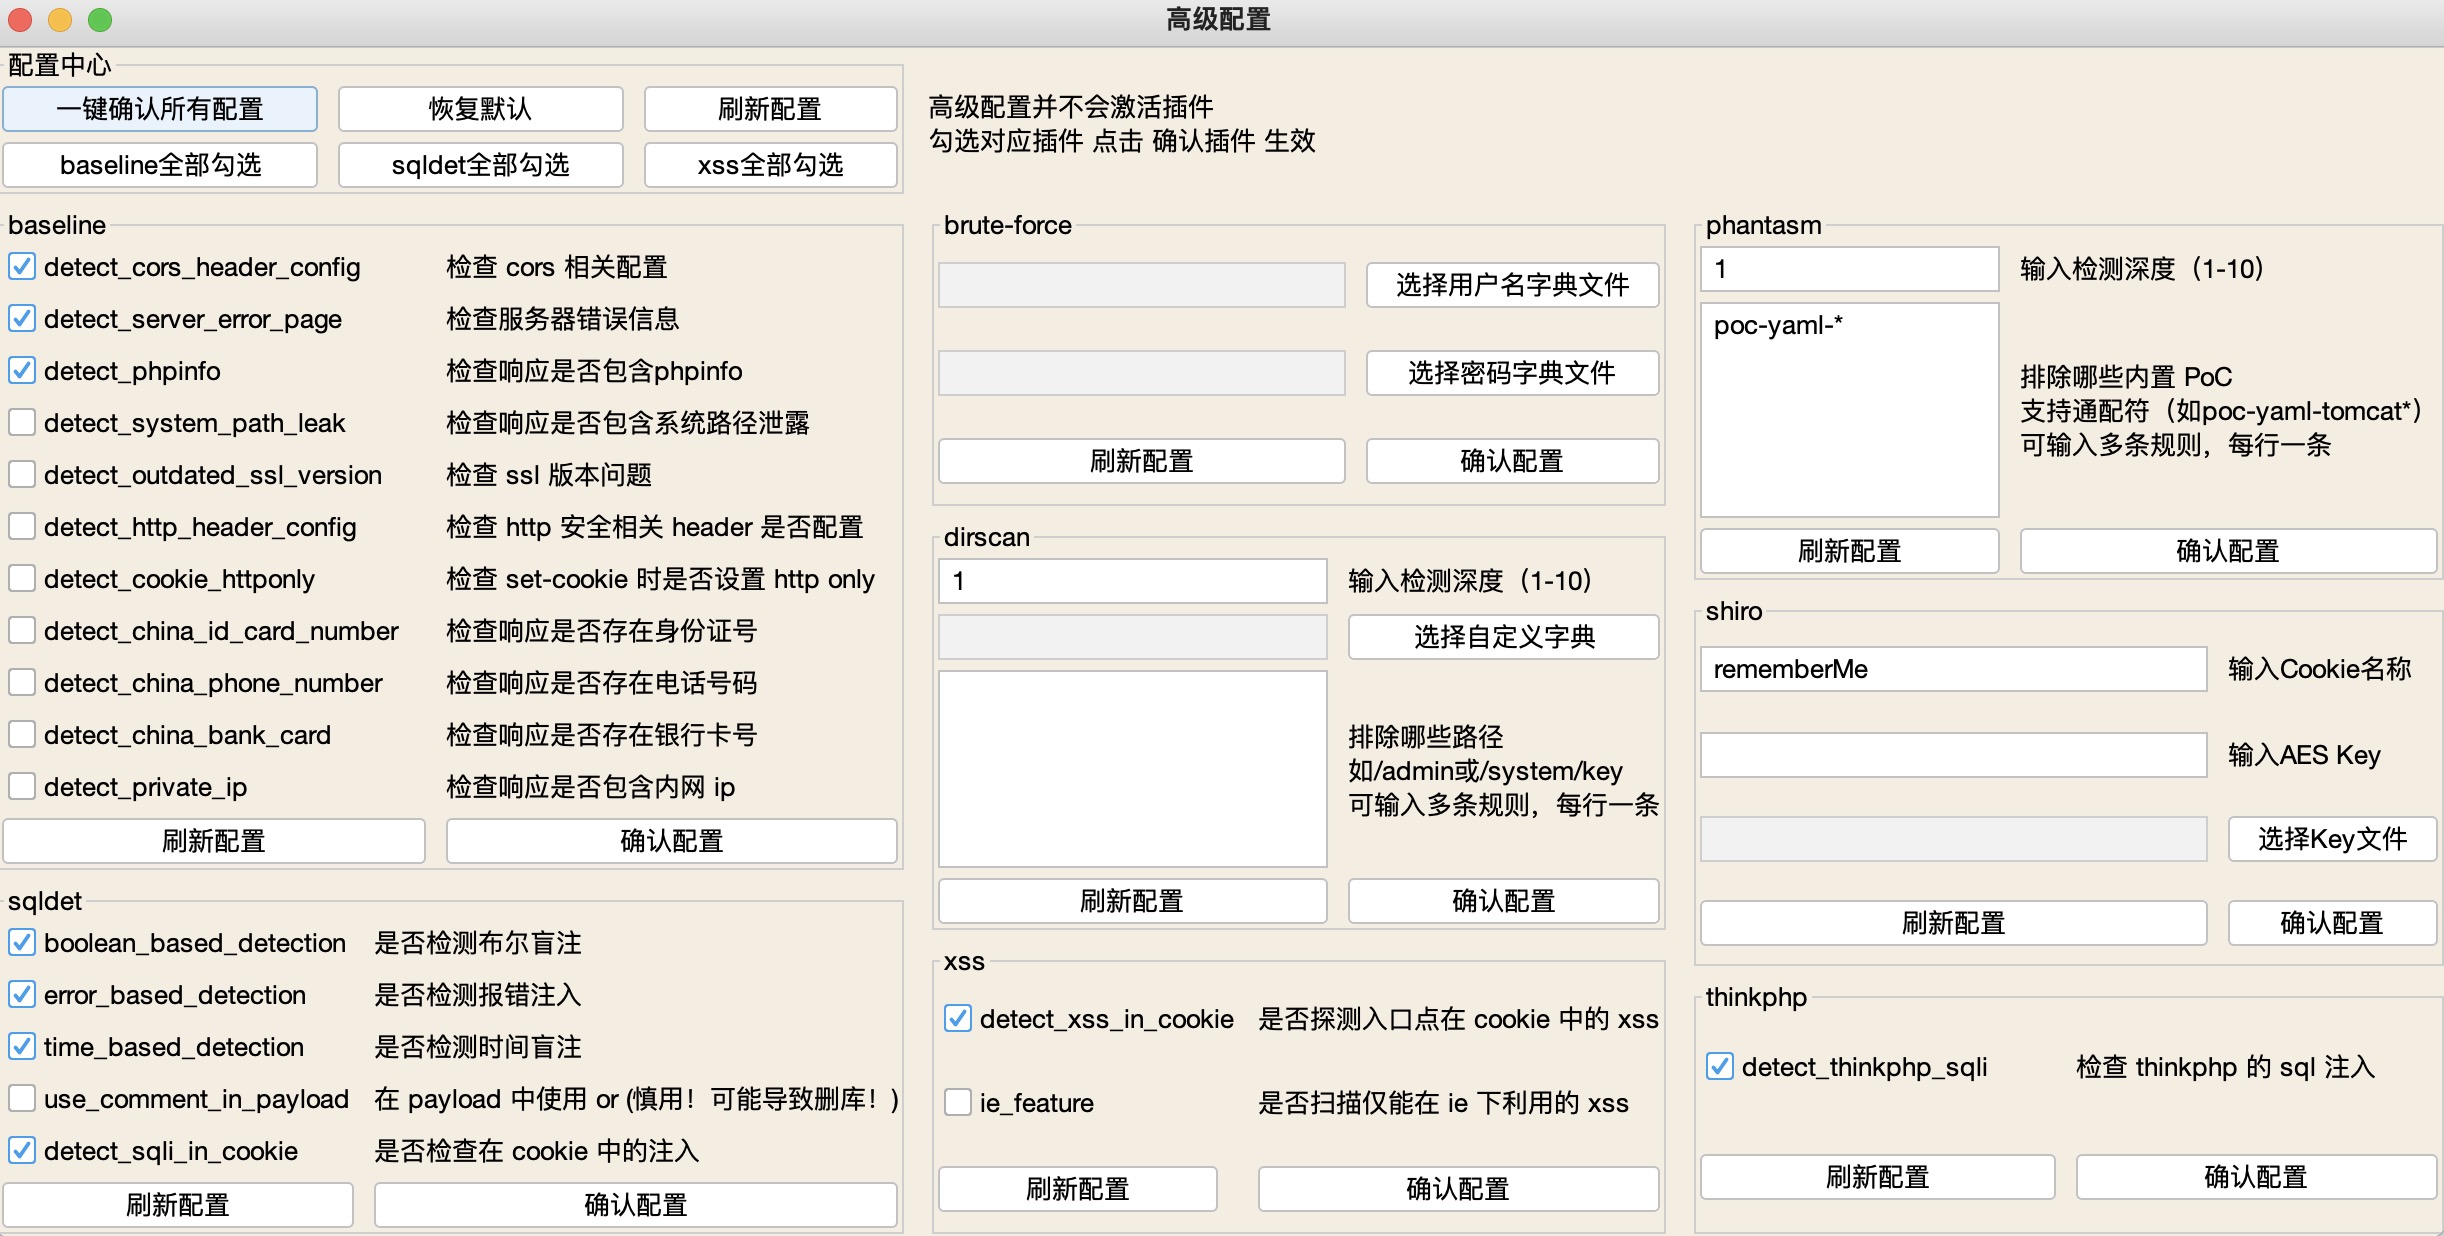 高级配置
配置中心
一键确认所有配置 恢复默认 刷新配置
baseline全部勾选 sqldet全部勾选 xss全部勾选
高级配置并不会激活插件
勾选对应插件 点击 确认插件 生效
baseline
detect_cors_header_config 检查 cors 相关配置
detect_server_error_page 检查服务器错误信息
detect_phpinfo 检查响应是否包含phpinfo
detect_system_path_leak 检查响应是否包含系统路径泄露
detect_outdated_ssl_version 检查 ssl 版本问题
detect_http_header_config 检查 http 安全相关 header 是否配置
detect_cookie_httponly 检查 set-cookie 时是否设置 http only
detect_china_id_card_number 检查响应是否存在身份证号
detect_china_phone_number 检查响应是否存在电话号码
detect_china_bank_card 检查响应是否存在银行卡号
detect_private_ip 检查响应是否包含内网 ip
刷新配置 确认配置
sqldet
boolean_based_detection 是否检测布尔盲注
error_based_detection 是否检测报错注入
time_based_detection 是否检测时间盲注
use_comment_in_payload 在 payload 中使用 or (慎用！可能导致删库！)
detect_sqli_in_cookie 是否检查在 cookie 中的注入
刷新配置 确认配置
brute-force
选择用户名字典文件
选择密码字典文件
刷新配置 确认配置
dirscan
1 输入检测深度（1-10）
选择自定义字典
排除哪些路径
如/admin或/system/key
可输入多条规则，每行一条
刷新配置 确认配置
xss
detect_xss_in_cookie 是否探测入口点在 cookie 中的 xss
ie_feature 是否扫描仅能在 ie 下利用的 xss
刷新配置 确认配置
phantasm
1 输入检测深度（1-10）
poc-yaml-*
排除哪些内置 PoC
支持通配符（如poc-yaml-tomcat*）
可输入多条规则，每行一条
刷新配置 确认配置
shiro
rememberMe 输入Cookie名称
输入AES Key
选择Key文件
刷新配置 确认配置
thinkphp
detect_thinkphp_sqli 检查 thinkphp 的 sql 注入
刷新配置 确认配置